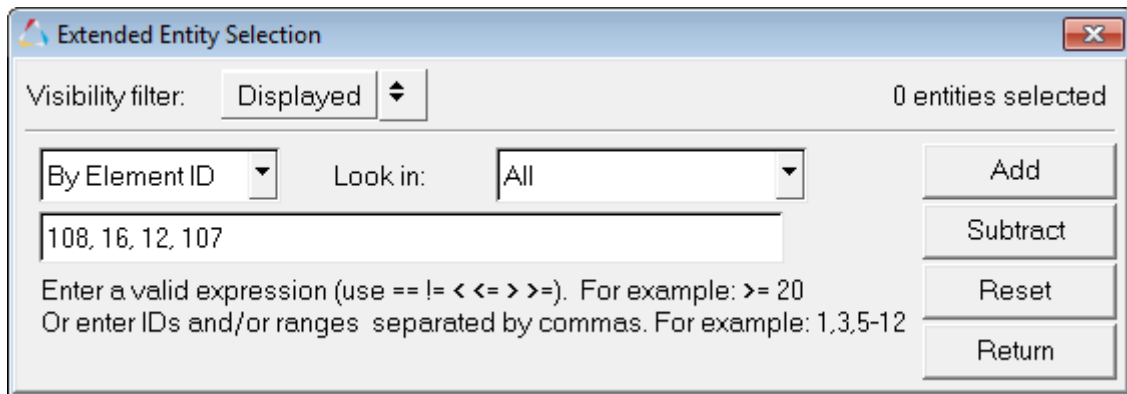 Extended Entity Selection
Visibility filter: Displayed 0 entities selected
By Element ID Look in: All Add
108, 16, 12, 107 Subtract
Enter a valid expression (use == != < <= > >=). For example: >= 20 Reset
Or enter IDs and/or ranges separated by commas. For example: 1,3,5-12
Return